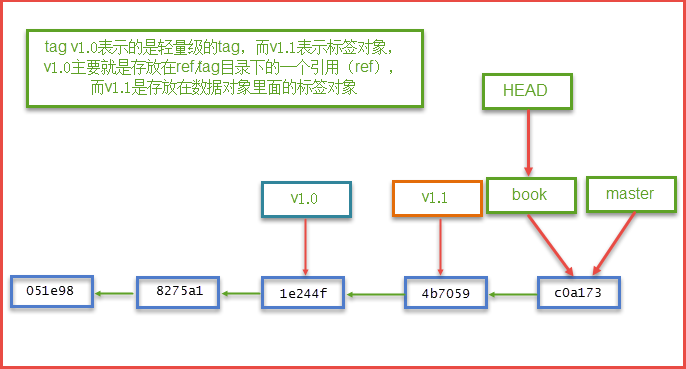 tag v1.0表示的是轻量级的tag，而v1.1表示标签对象，
v1.0主要就是存放在ref,tag目录下的一个引用（ref），
而v1.1是存放在数据对象里面的标签对象
HEAD
v1.0
v1.1
book
master
051e98
8275a1
1e244f
4b7059
c0a173